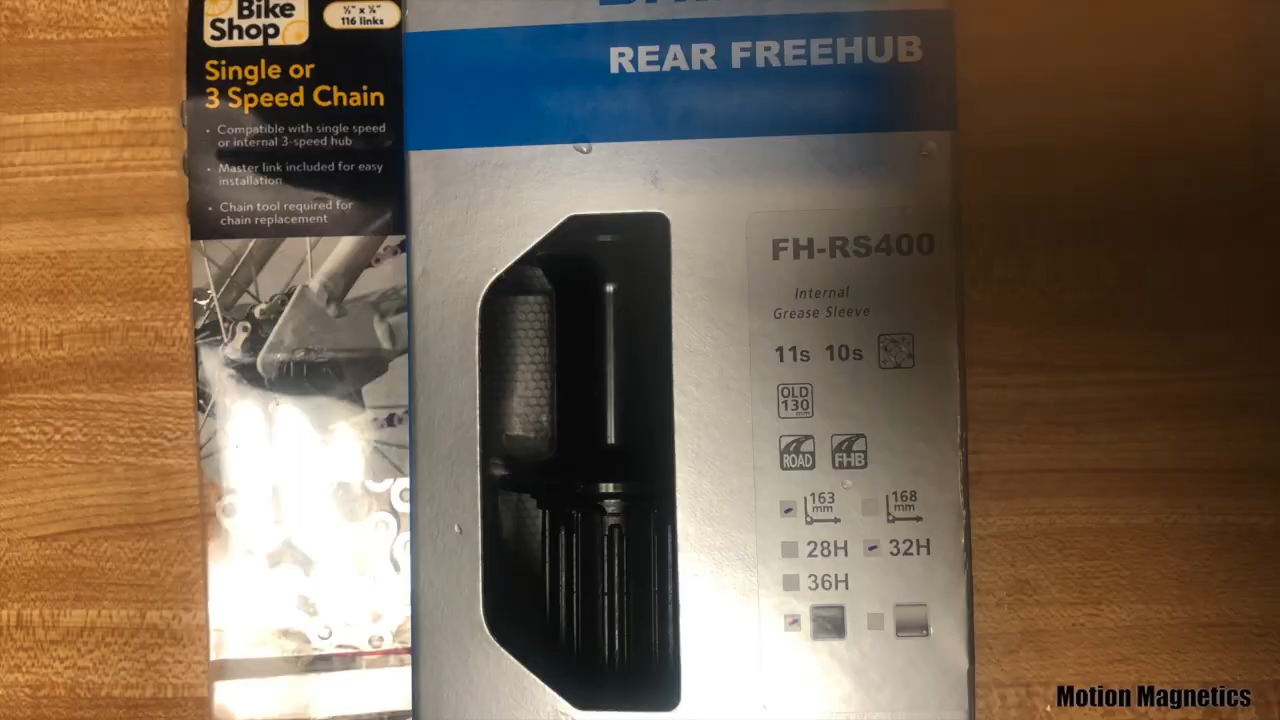 Bike
Shop
½" x ⅛"
116 links
Single or
3 Speed Chain
• Compatible with single speed
or internal 3-speed hub
• Master link included for easy
installation
• Chain tool required for
chain replacement
REAR FREEHUB
FH-RS400
Internal
Grease Sleeve
11s 10s
OLD
130
mm
ROAD FHB
163
mm
168
mm
28H 32H
36H
Motion Magnetics